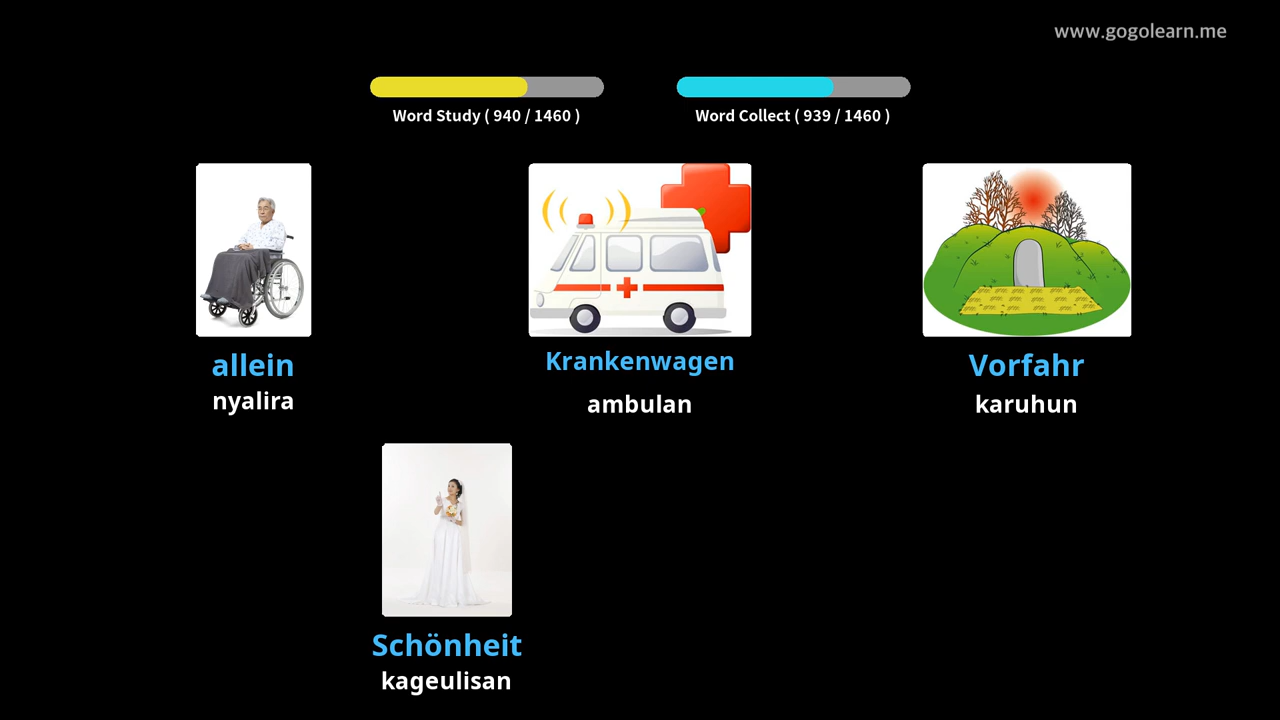 www.gogolearn.me
Word Study ( 940 / 1460 )
Word Collect ( 939 / 1460 )
allein
nyalira
Krankenwagen
ambulan
Vorfahr
karuhun
Schönheit
kageulisan